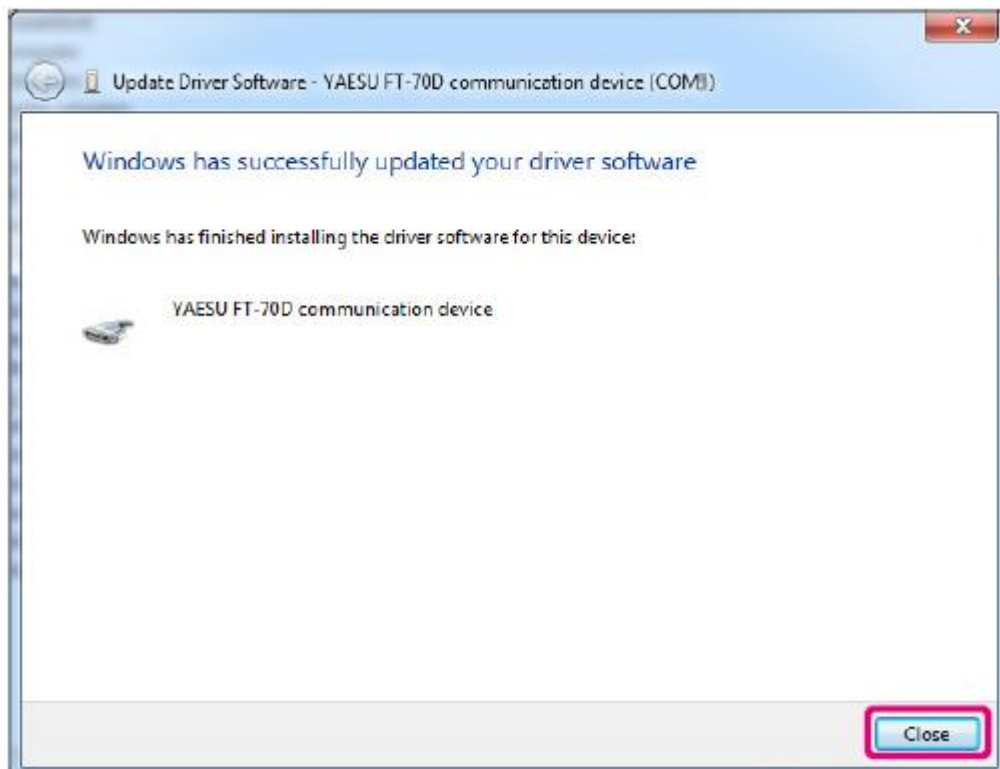 Update Driver Software - YAESU FT-70D communication device
Windows has successfully updated your driver software
Windows has finished installing the driver software for this device:
YAESU FT-70D communication device
Close